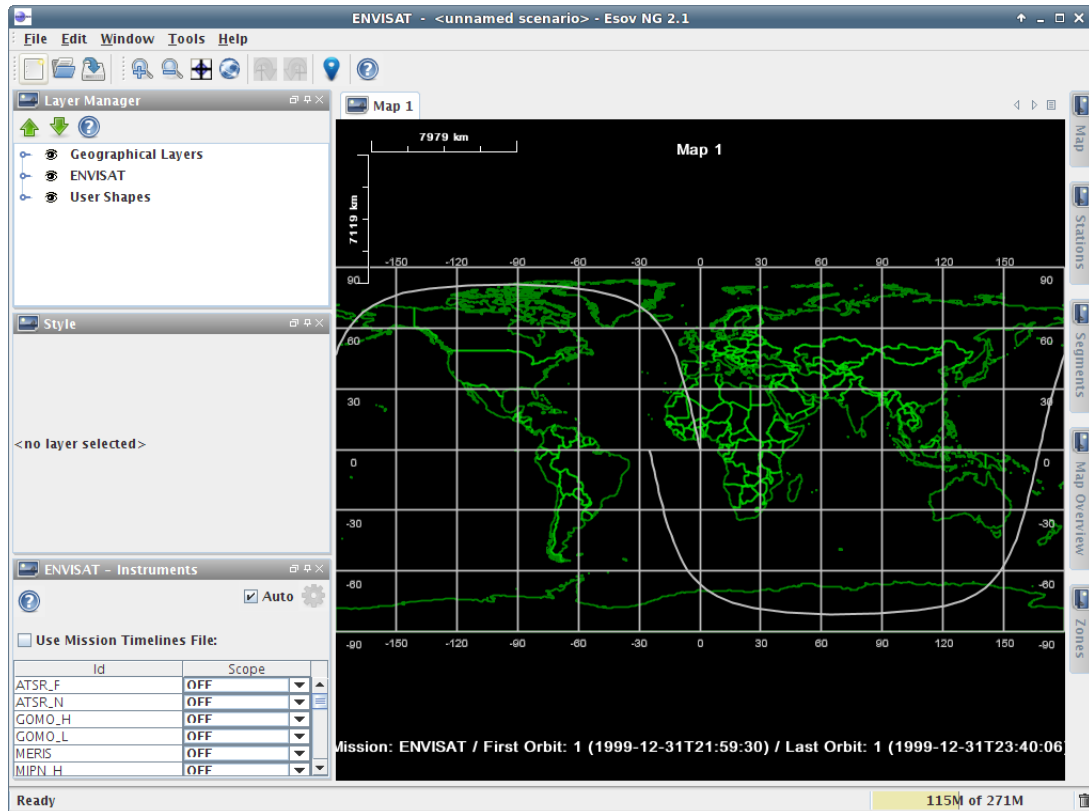 ENVISAT - <unnamed scenario> - Esov NG 2.1
File Edit Window Tools Help
Layer Manager
Geographical Layers
ENVISAT
User Shapes
Style
<no layer selected>
ENVISAT - Instruments
Auto
Use Mission Timelines File:
Id Scope
ATSR_F OFF
ATSR_N OFF
GOMO_H OFF
GOMO_L OFF
MERIS OFF
MIPN_H OFF
Map 1
7979 km
Map 1
7119 km
-150 -120 -90 -60 -30 0 30 60 90 120 150
90 90
60 60
30 30
0 0
-30 -30
-60 -60
-90 -150 -120 -90 -60 -30 0 30 60 90 120 150 -90
Mission: ENVISAT / First Orbit: 1 (1999-12-31T21:59:30) / Last Orbit: 1 (1999-12-31T23:40:06)
Map
Stations
Segments
Map Overview
Zones
Ready 115M of 271M